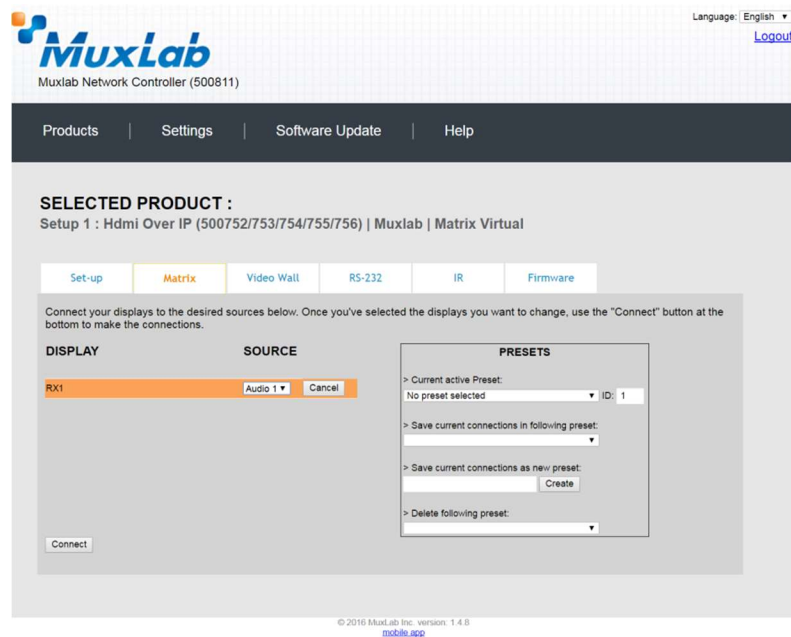 Language: English
Logout
MuxLab
Muxlab Network Controller (500811)
Products | Settings | Software Update | Help
SELECTED PRODUCT :
Setup 1 : Hdmi Over IP (500752/753/754/755/756) | Muxlab | Matrix Virtual
Set-up Matrix Video Wall RS-232 IR Firmware
Connect your displays to the desired sources below. Once you've selected the displays you want to change, use the "Connect" button at the
bottom to make the connections.
DISPLAY SOURCE
RX1 Audio 1 Cancel
PRESETS
> Current active Preset:
No preset selected ID: 1
> Save current connections in following preset:
> Save current connections as new preset:
Create
> Delete following preset:
Connect
© 2016 MuxLab Inc. version: 1.4.8
mobile app